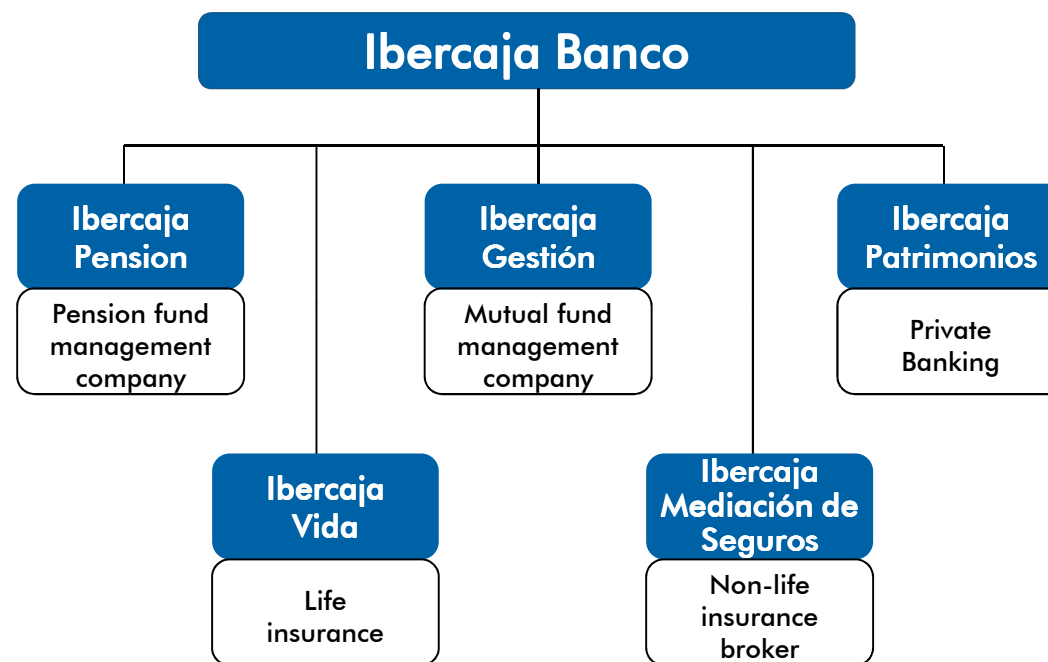 Ibercaja Banco
Ibercaja
Pension
Pension fund
management
company
Ibercaja
Gestión
Mutual fund
management
company
Ibercaja
Patrimonios
Private
Banking
Ibercaja
Vida
Life
insurance
Ibercaja
Mediación de
Seguros
Non-life
insurance
broker